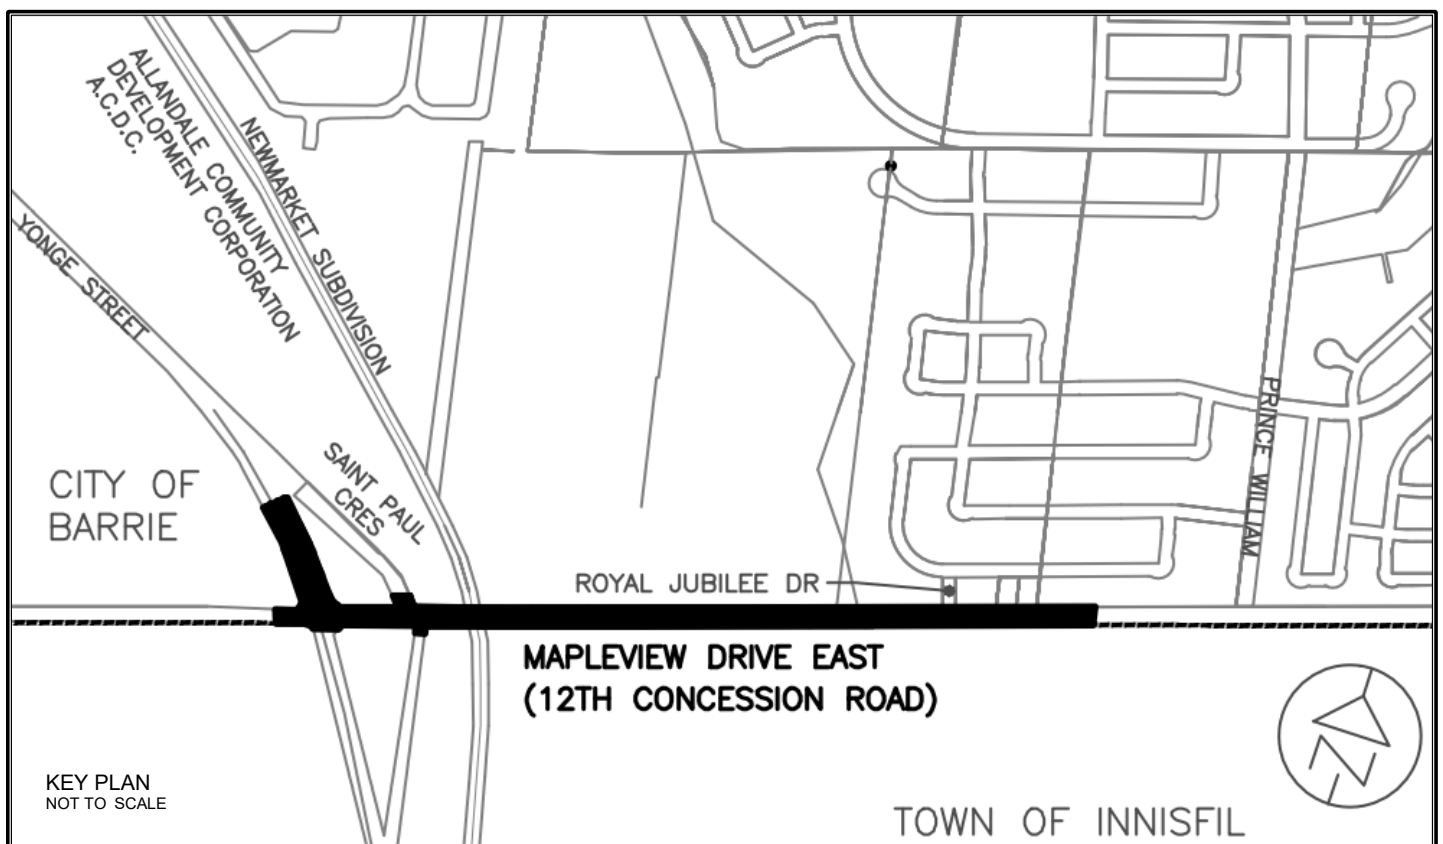 ALLANDALE COMMUNITY
DEVELOPMENT CORPORATION
A.C.D.C.
NEWMARKET SUBDIVISION
YONGE STREET
SAINT PAUL
CRES
CITY OF
BARRIE
PRINCE WILLIAM
ROYAL JUBILEE DR
MAPLEVIEW DRIVE EAST
(12TH CONCESSION ROAD)
KEY PLAN
NOT TO SCALE
N
TOWN OF INNISFIL